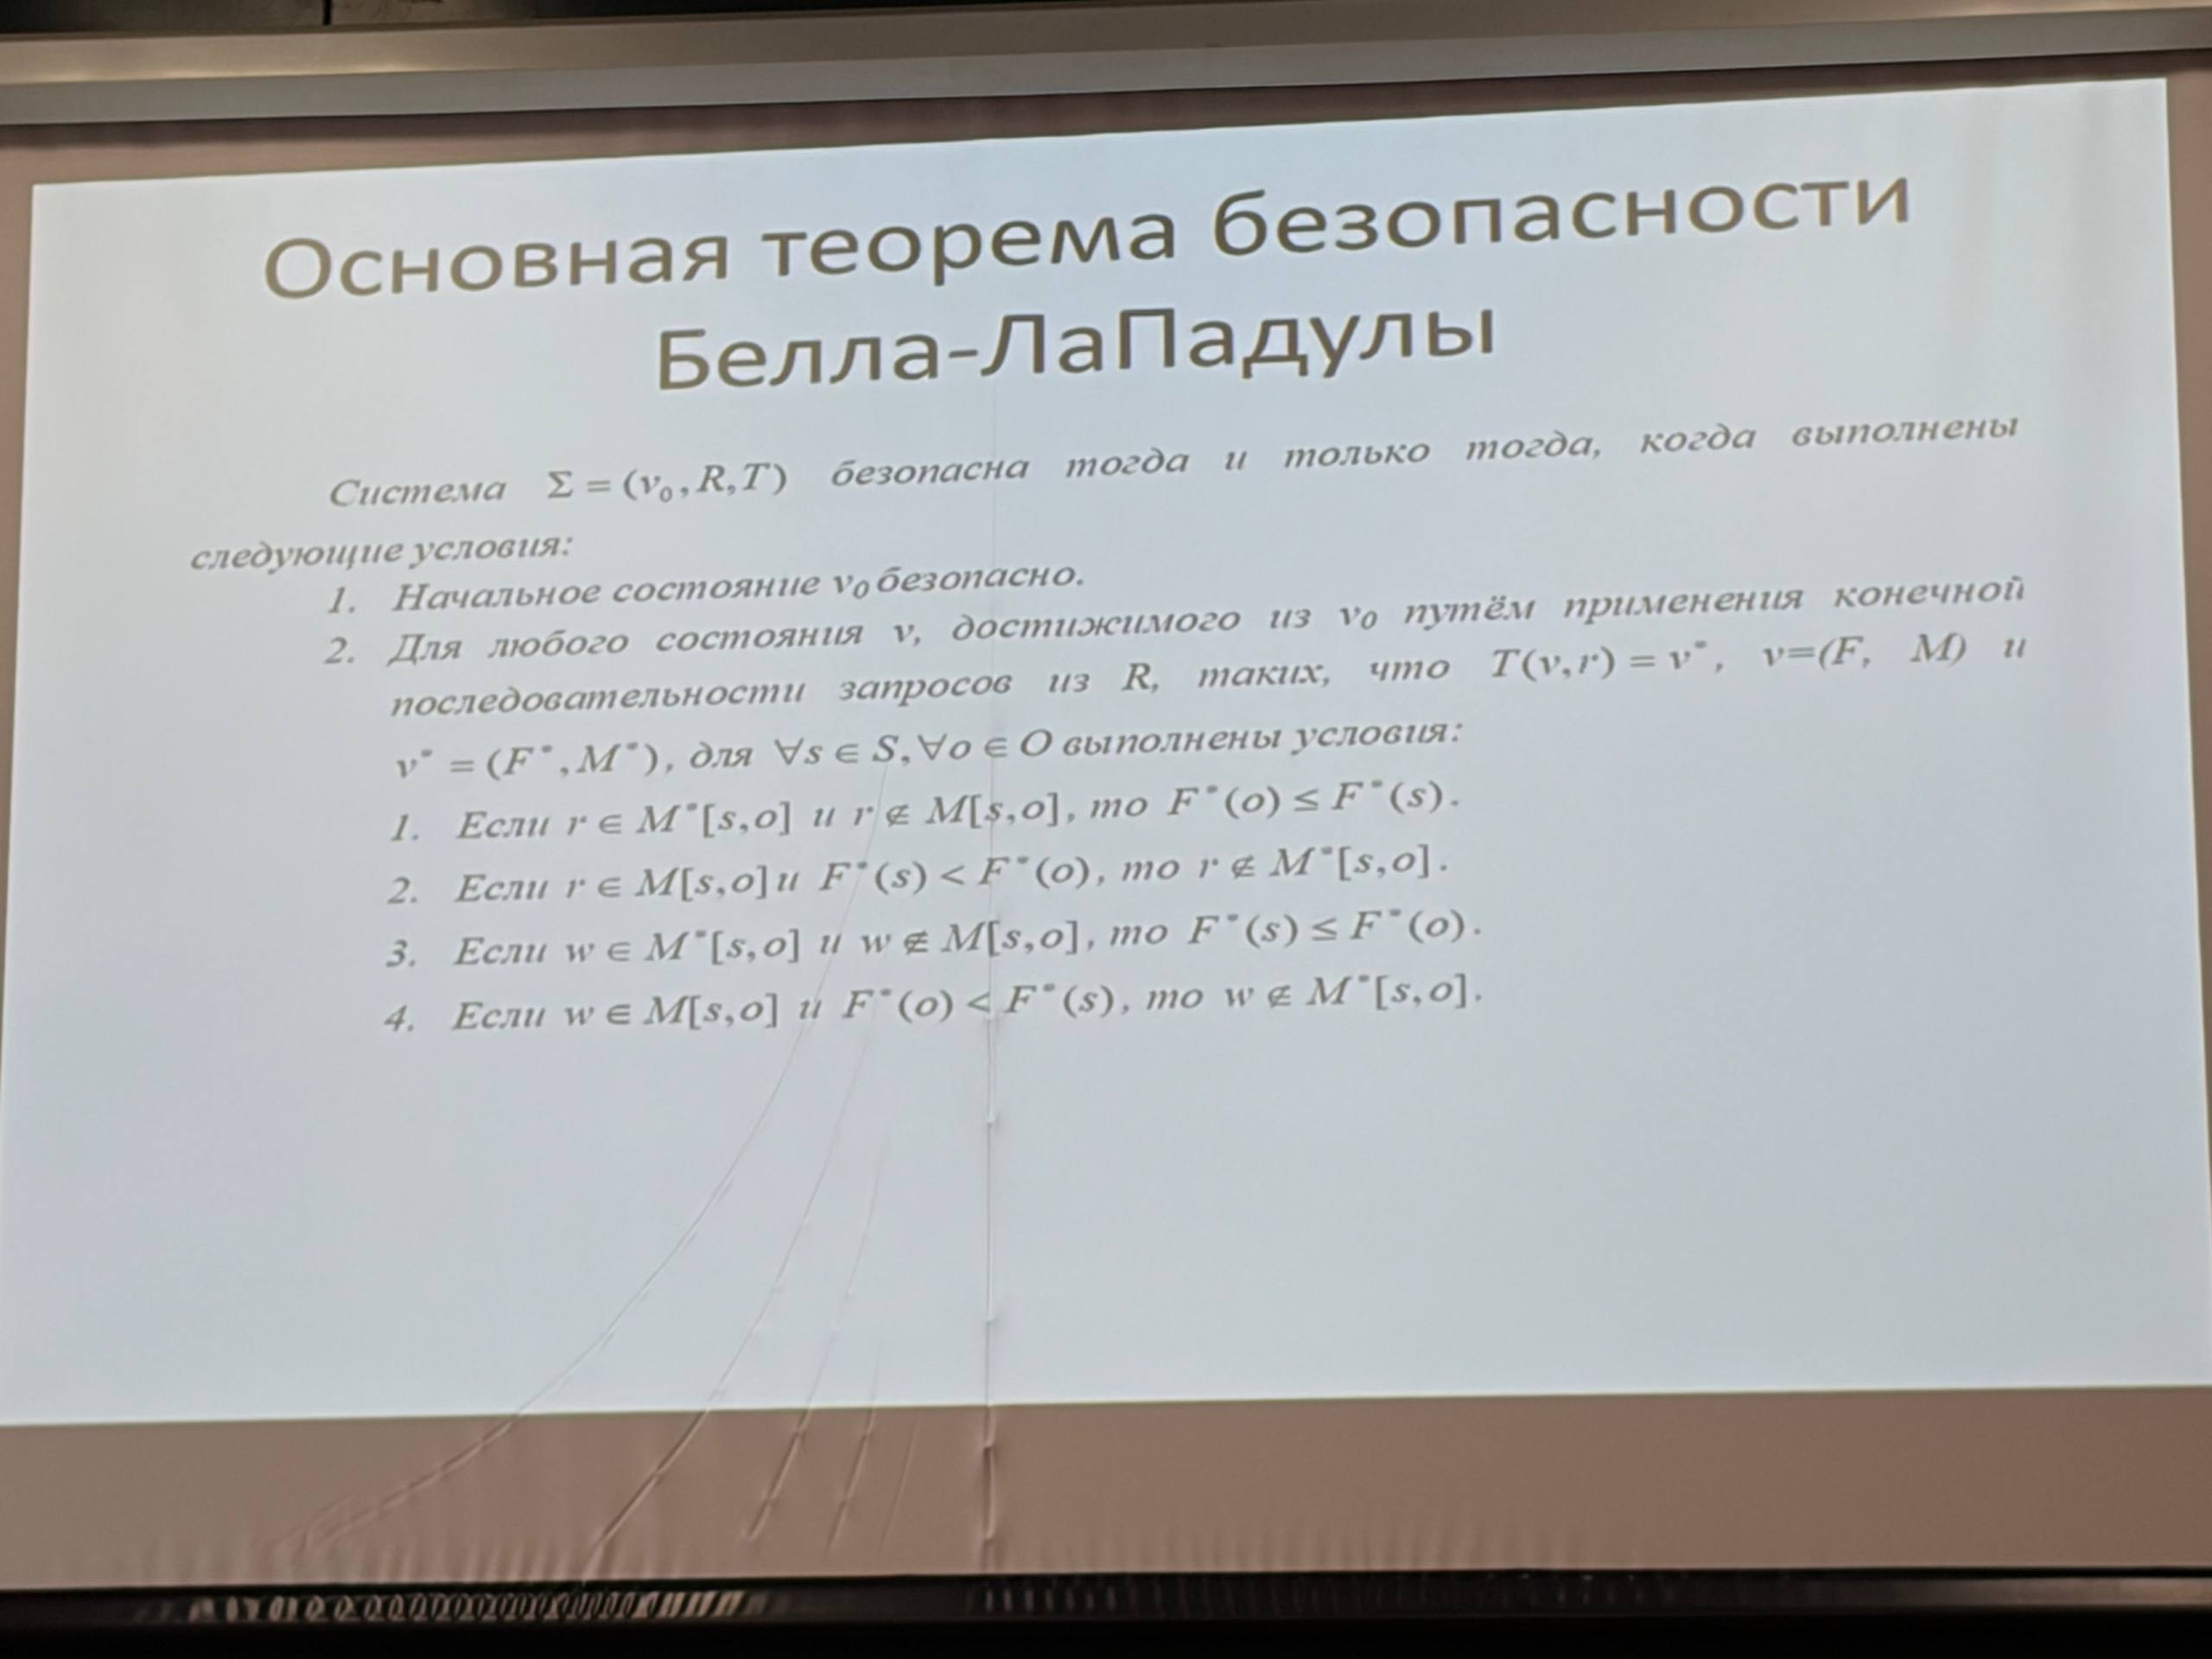 Основная теорема безопасности
Белла-ЛаПадулы
Система Σ = (v₀, R, T) безопасна тогда и только тогда, когда выполнены
следующие условия:
1. Начальное состояние v₀ безопасно.
2. Для любого состояния v, достижимого из v₀ путём применения конечной
последовательности запросов из R, таких, что T(v, r) = v*, v=(F, M) и
v* = (F*, M*), для ∀s ∈ S, ∀o ∈ O выполнены условия:
1. Если r ∈ M*[s,o] и r ∉ M[s,o], то F*(o) ≤ F*(s).
2. Если r ∈ M[s,o] и F*(s) < F*(o), то r ∉ M*[s,o].
3. Если w ∈ M*[s,o] и w ∉ M[s,o], то F*(s) ≤ F*(o).
4. Если w ∈ M[s,o] и F*(o) < F*(s), то w ∉ M*[s,o].